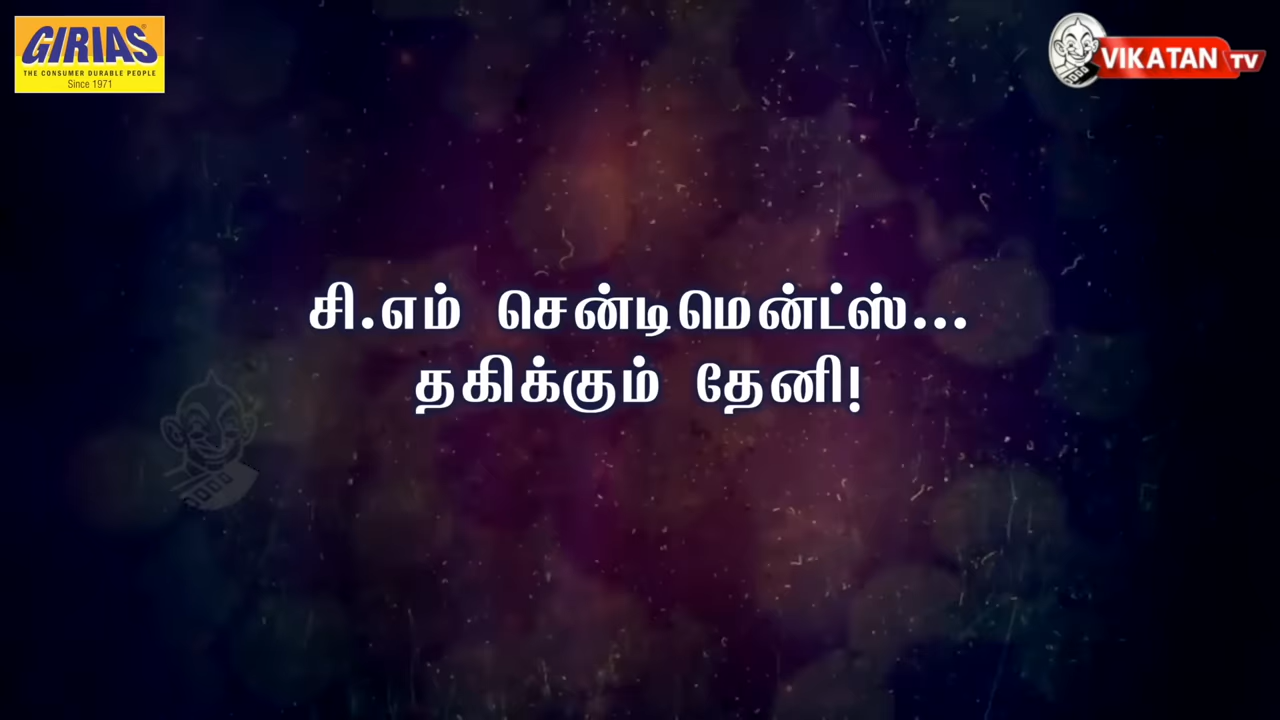 GIRIAS
THE CONSUMER DURABLE PEOPLE
Since 1971
VIKATAN TV
சி.எம் சென்டிமென்ட்ஸ்...
தகிக்கும் தேனி!